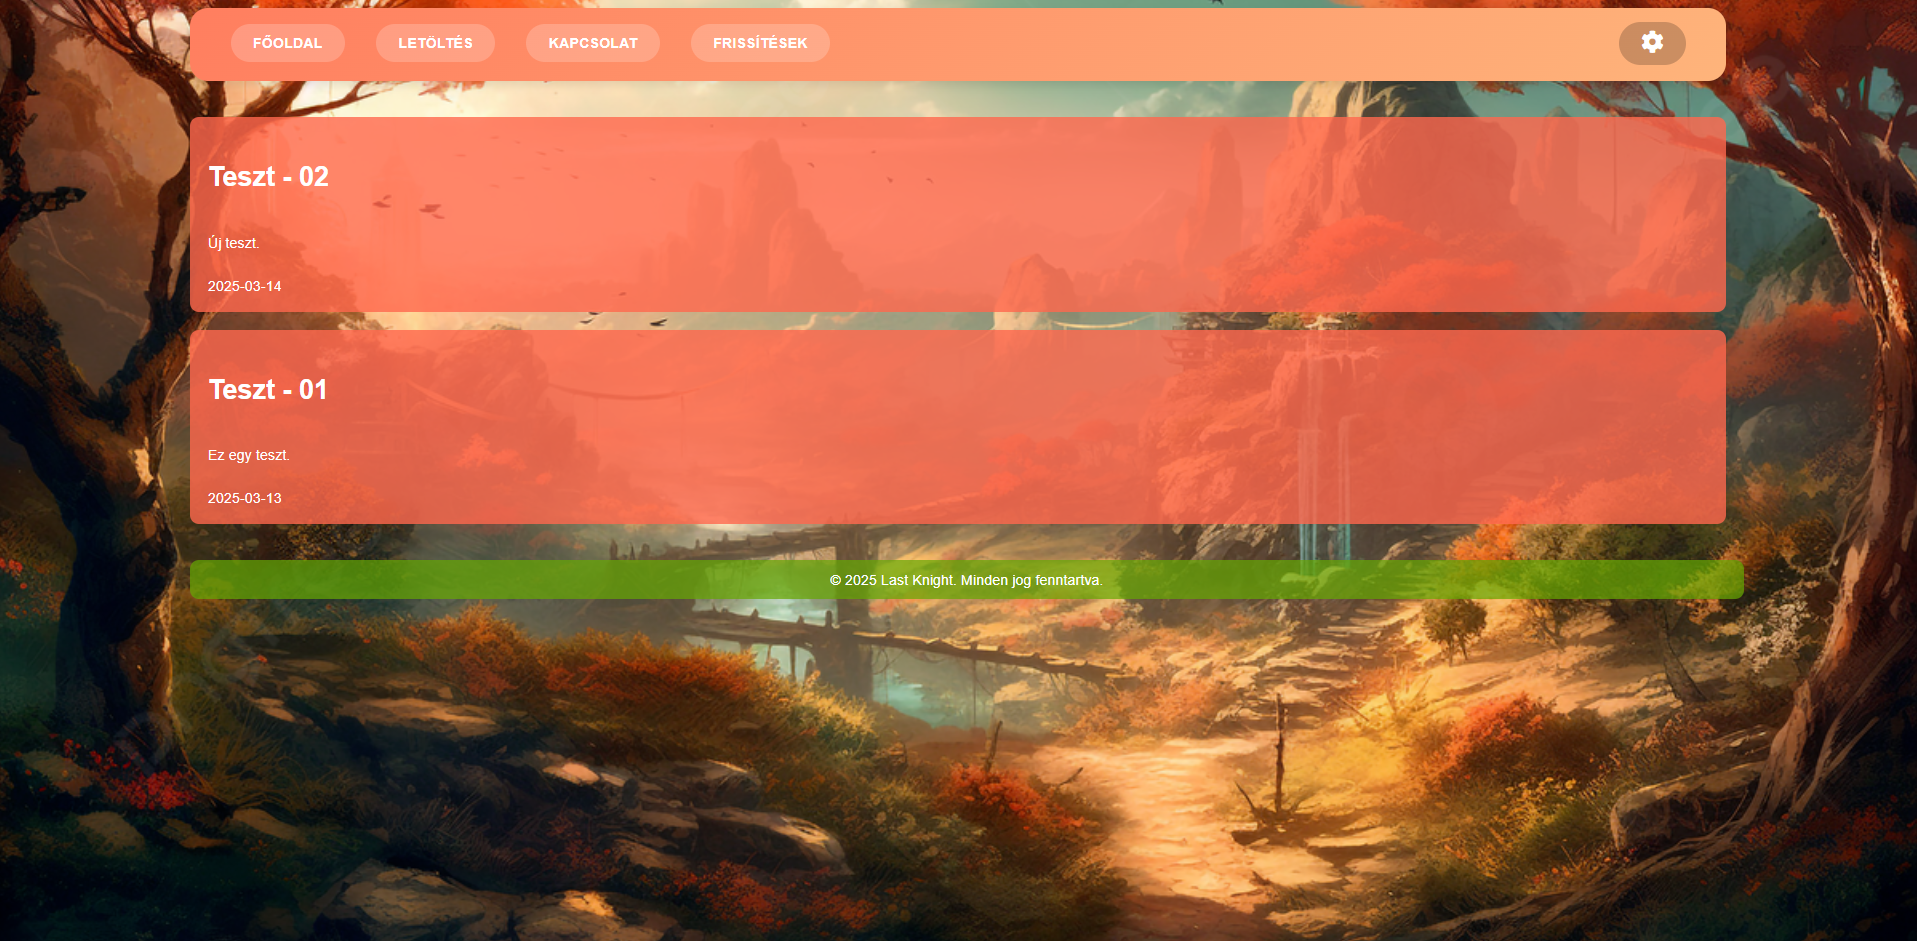 FŐOLDAL LETÖLTÉS KAPCSOLAT FRISSÍTÉSEK
Teszt - 02
Új teszt.
2025-03-14
Teszt - 01
Ez egy teszt.
2025-03-13
© 2025 Last Knight. Minden jog fenntartva.